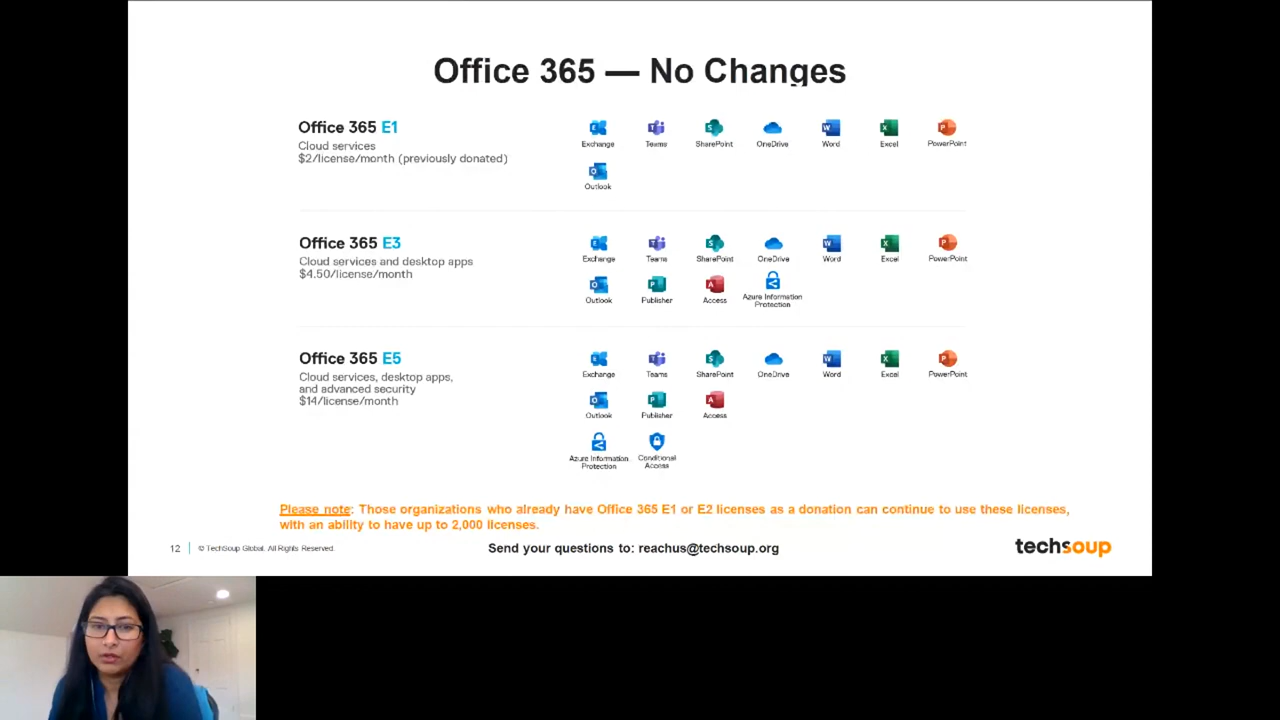 Office 365 — No Changes
Office 365 E1
Cloud services
$2/license/month (previously donated)
Exchange Teams SharePoint OneDrive Word Excel PowerPoint
Outlook
Office 365 E3
Cloud services and desktop apps
$4.50/license/month
Exchange Teams SharePoint OneDrive Word Excel PowerPoint
Outlook Publisher Access Azure Information
Protection
Office 365 E5
Cloud services, desktop apps,
and advanced security
$14/license/month
Exchange Teams SharePoint OneDrive Word Excel PowerPoint
Outlook Publisher Access
Azure Information Conditional
Protection Access
Please note: Those organizations who already have Office 365 E1 or E2 licenses as a donation can continue to use these licenses,
with an ability to have up to 2,000 licenses.
12 © TechSoup Global. All Rights Reserved. Send your questions to: reachus@techsoup.org techsoup